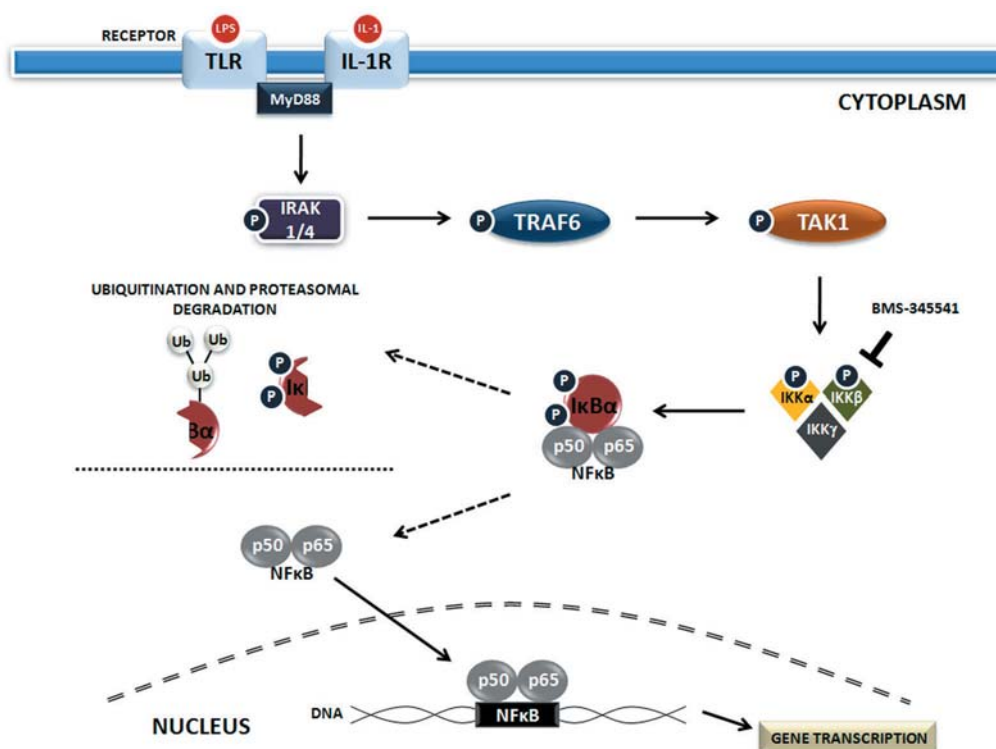 LPS
IL-1
RECEPTOR
TLR
IL-1R
MyD88
CYTOPLASM
P
IRAK
1/4
P
TRAF6
P
TAK1
UBIQUITINATION AND PROTEASOMAL
DEGRADATION
BMS-345541
Ub
Ub
Ub
P
P
Iκ
Bα
P
P
IκBα
p50
p65
NFκB
P
P
IKKα
IKKβ
IKKγ
p50
p65
NFκB
p50
p65
DNA
NFκB
NUCLEUS
GENE TRANSCRIPTION